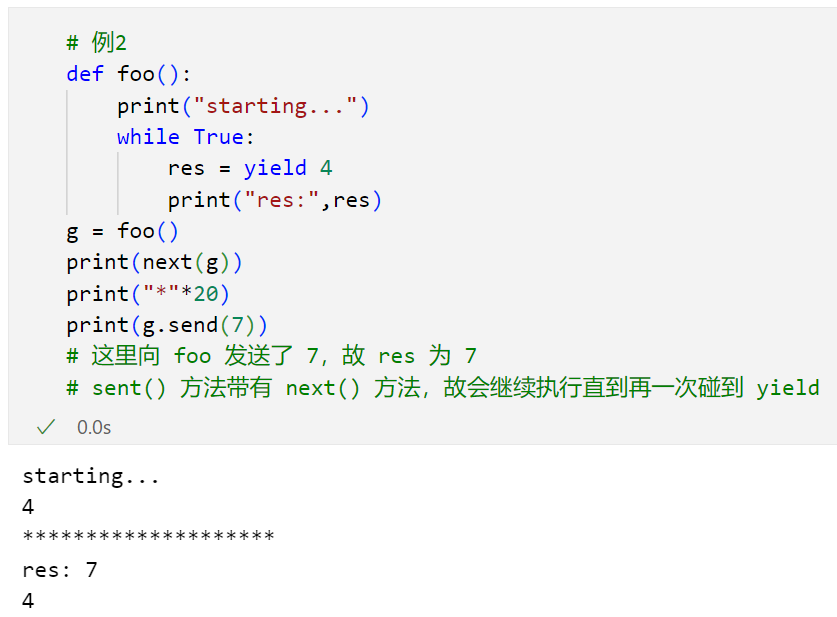 # 例2
def foo():
    print("starting...")
    while True:
        res = yield 4
        print("res:",res)
g = foo()
print(next(g))
print("*"*20)
print(g.send(7))
# 这里向 foo 发送了 7，故 res 为 7
# sent() 方法带有 next() 方法，故会继续执行直到再一次碰到 yield
0.0s
starting...
4
********************
res: 7
4